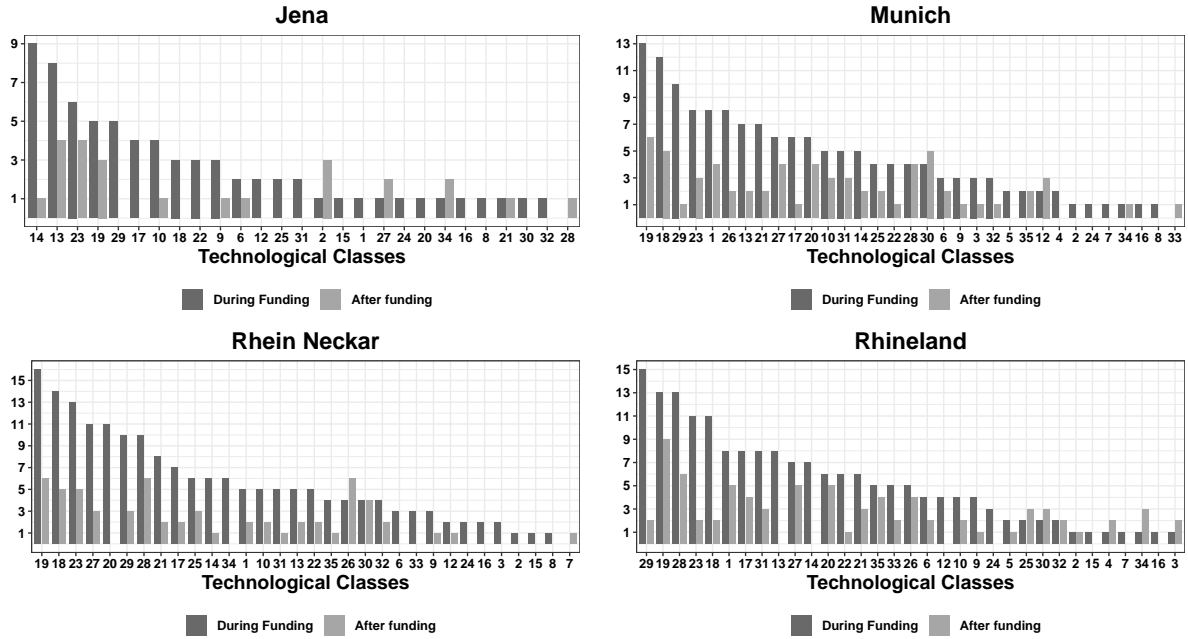 Jena
9
7
5
3
1
14 13 23 19 29 17 10 18 22 9 6 12 25 31 2 15 1 27 24 20 34 16 8 21 30 32 28
Technological Classes
During Funding After funding
Munich
13
11
9
7
5
3
1
19 18 29 23 1 26 13 21 27 17 20 10 31 14 25 22 28 30 6 9 3 32 5 35 12 4 2 24 7 34 16 8 33
Technological Classes
During Funding After funding
Rhein Neckar
15
13
11
9
7
5
3
1
19 18 23 27 20 29 28 21 17 25 14 34 1 10 31 13 22 35 26 30 32 6 33 9 12 24 16 3 2 15 8 7
Technological Classes
During Funding After funding
Rhineland
15
13
11
9
7
5
3
1
29 19 28 23 18 1 17 31 13 27 14 20 22 21 35 33 26 6 12 10 9 24 5 25 30 32 2 15 4 7 34 16 3
Technological Classes
During Funding After funding